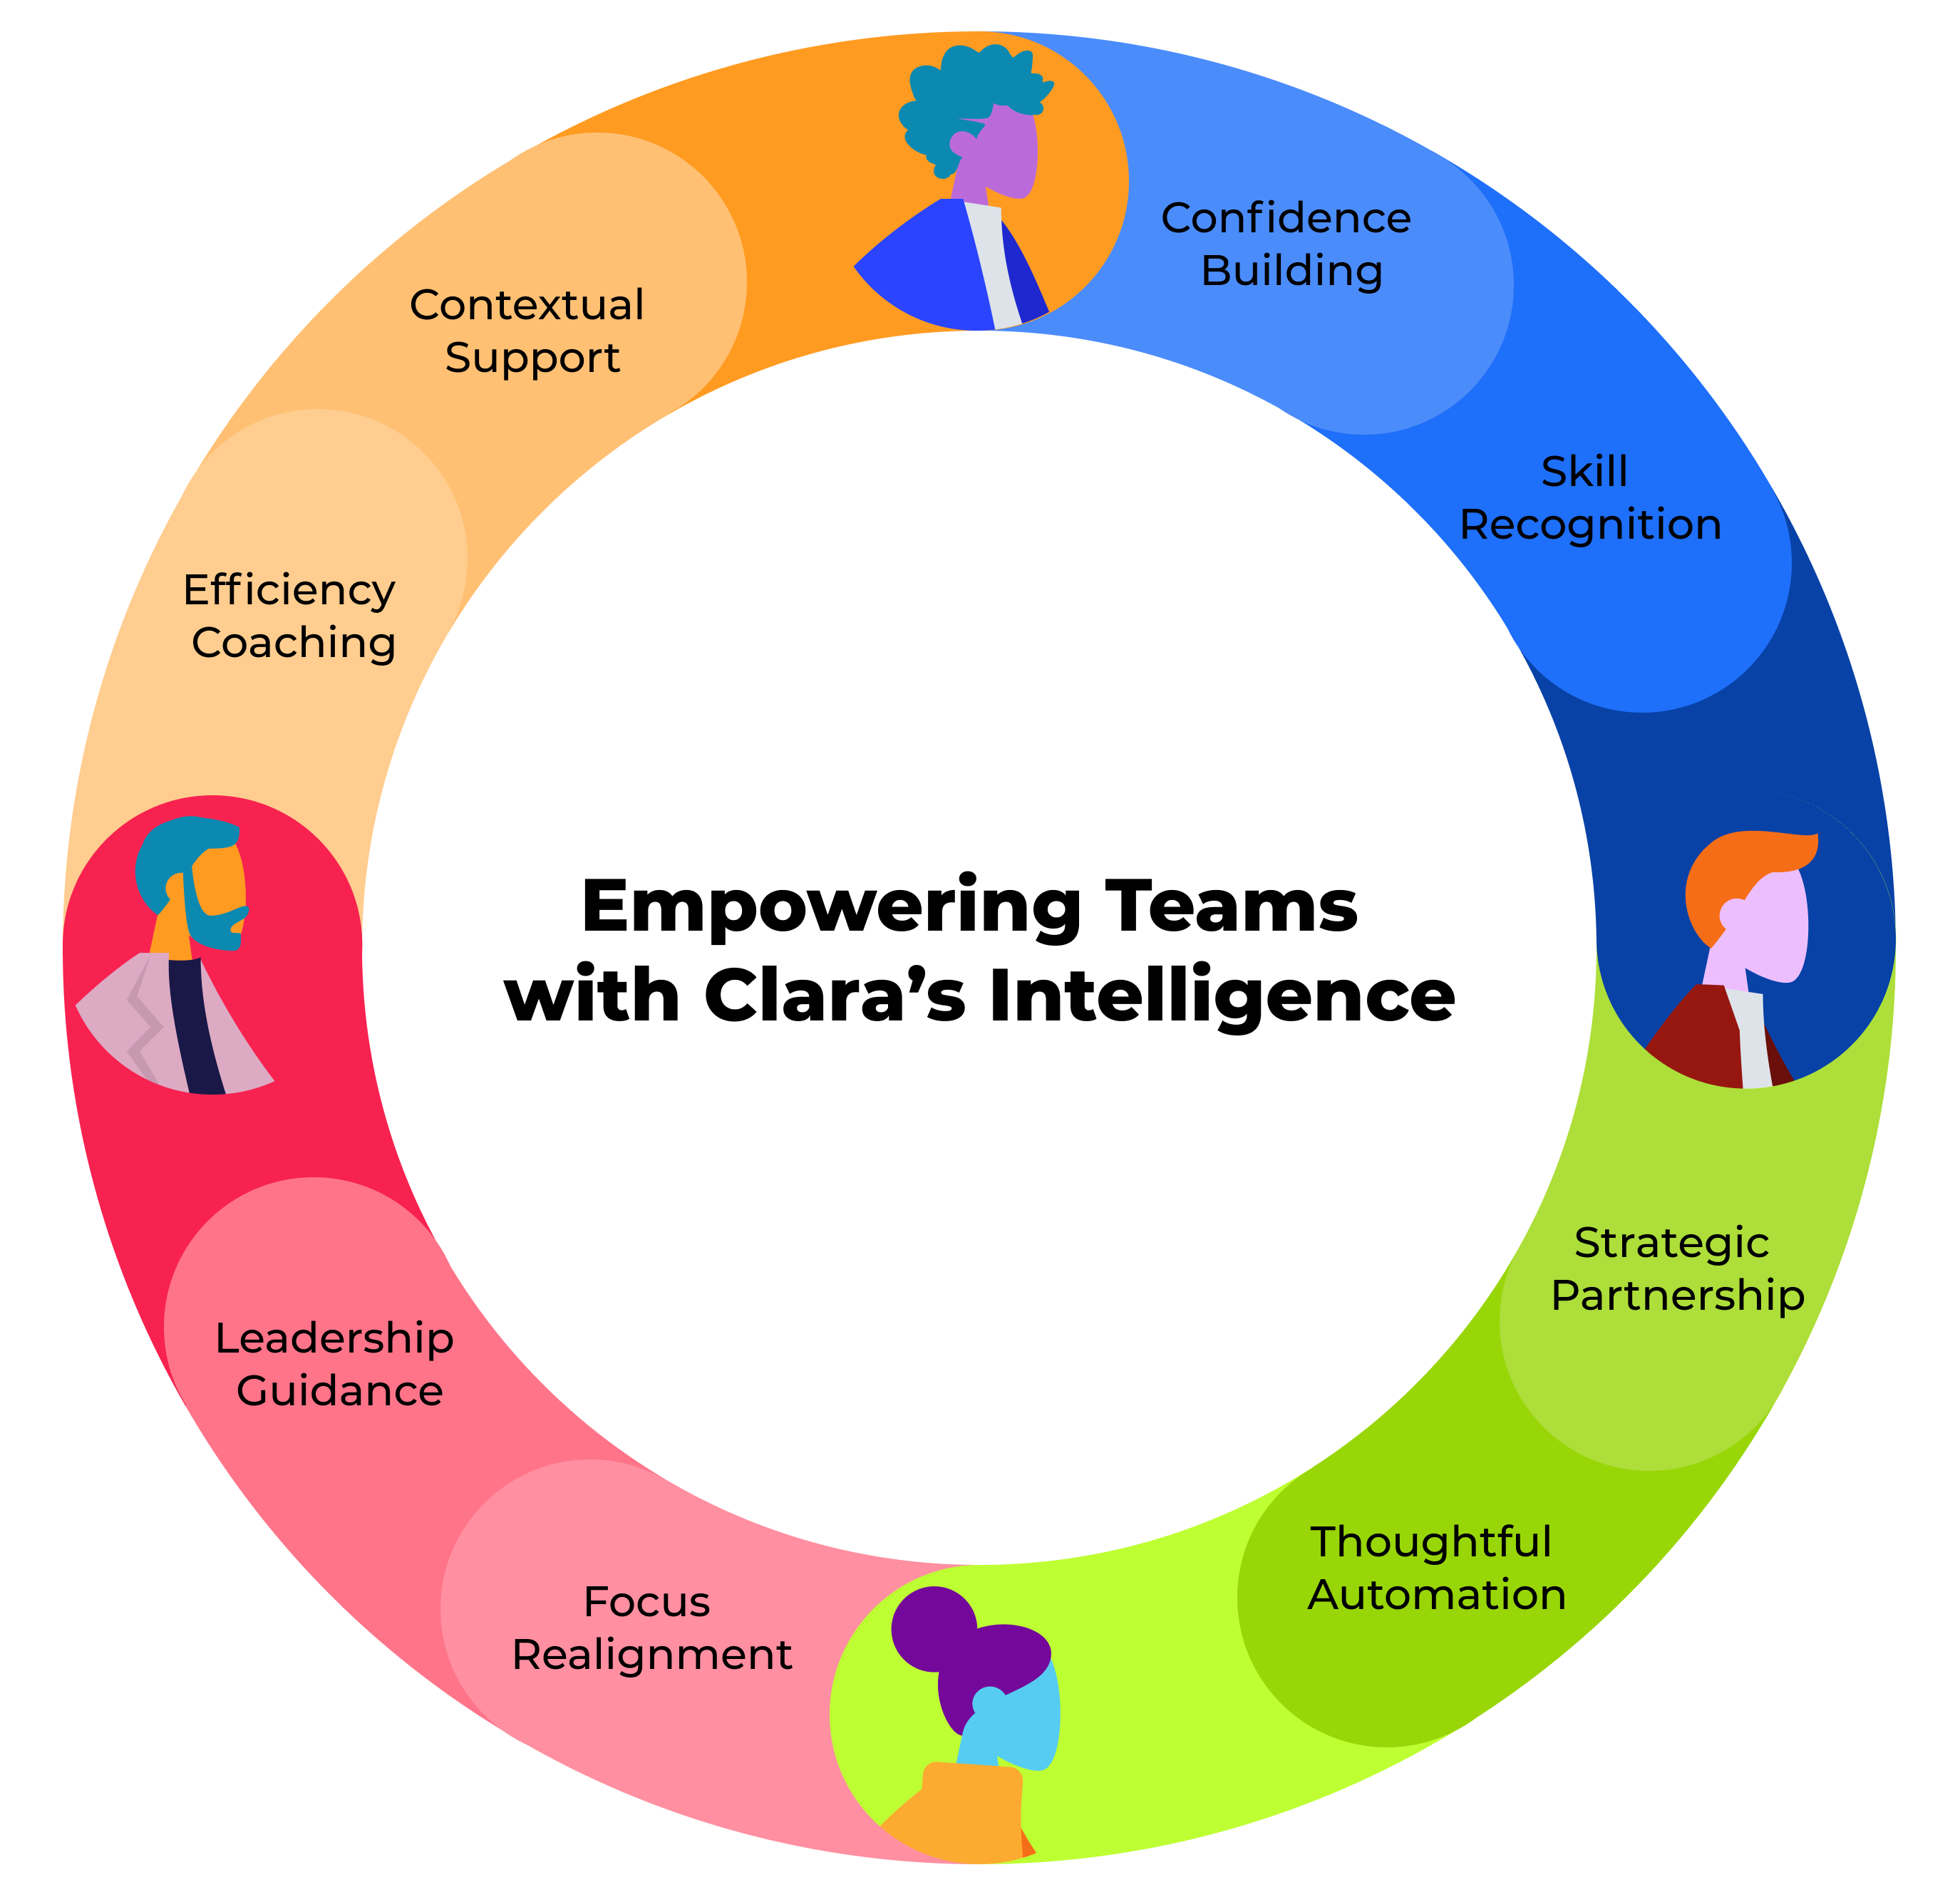 Empowering Teams
with Clara’s Intelligence
Confidence
Building
Skill
Recognition
Strategic
Partnership
Thoughtful
Automation
Focus
Realignment
Leadership
Guidance
Efficiency
Coaching
Contextual
Support